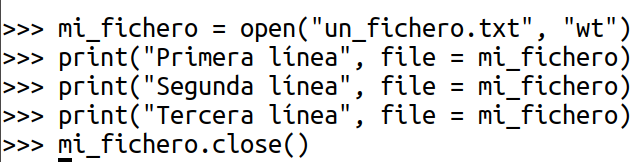 >>> mi_fichero = open("un_fichero.txt", "wt")
>>> print("Primera línea", file = mi_fichero)
>>> print("Segunda línea", file = mi_fichero)
>>> print("Tercera línea", file = mi_fichero)
>>> mi_fichero.close()